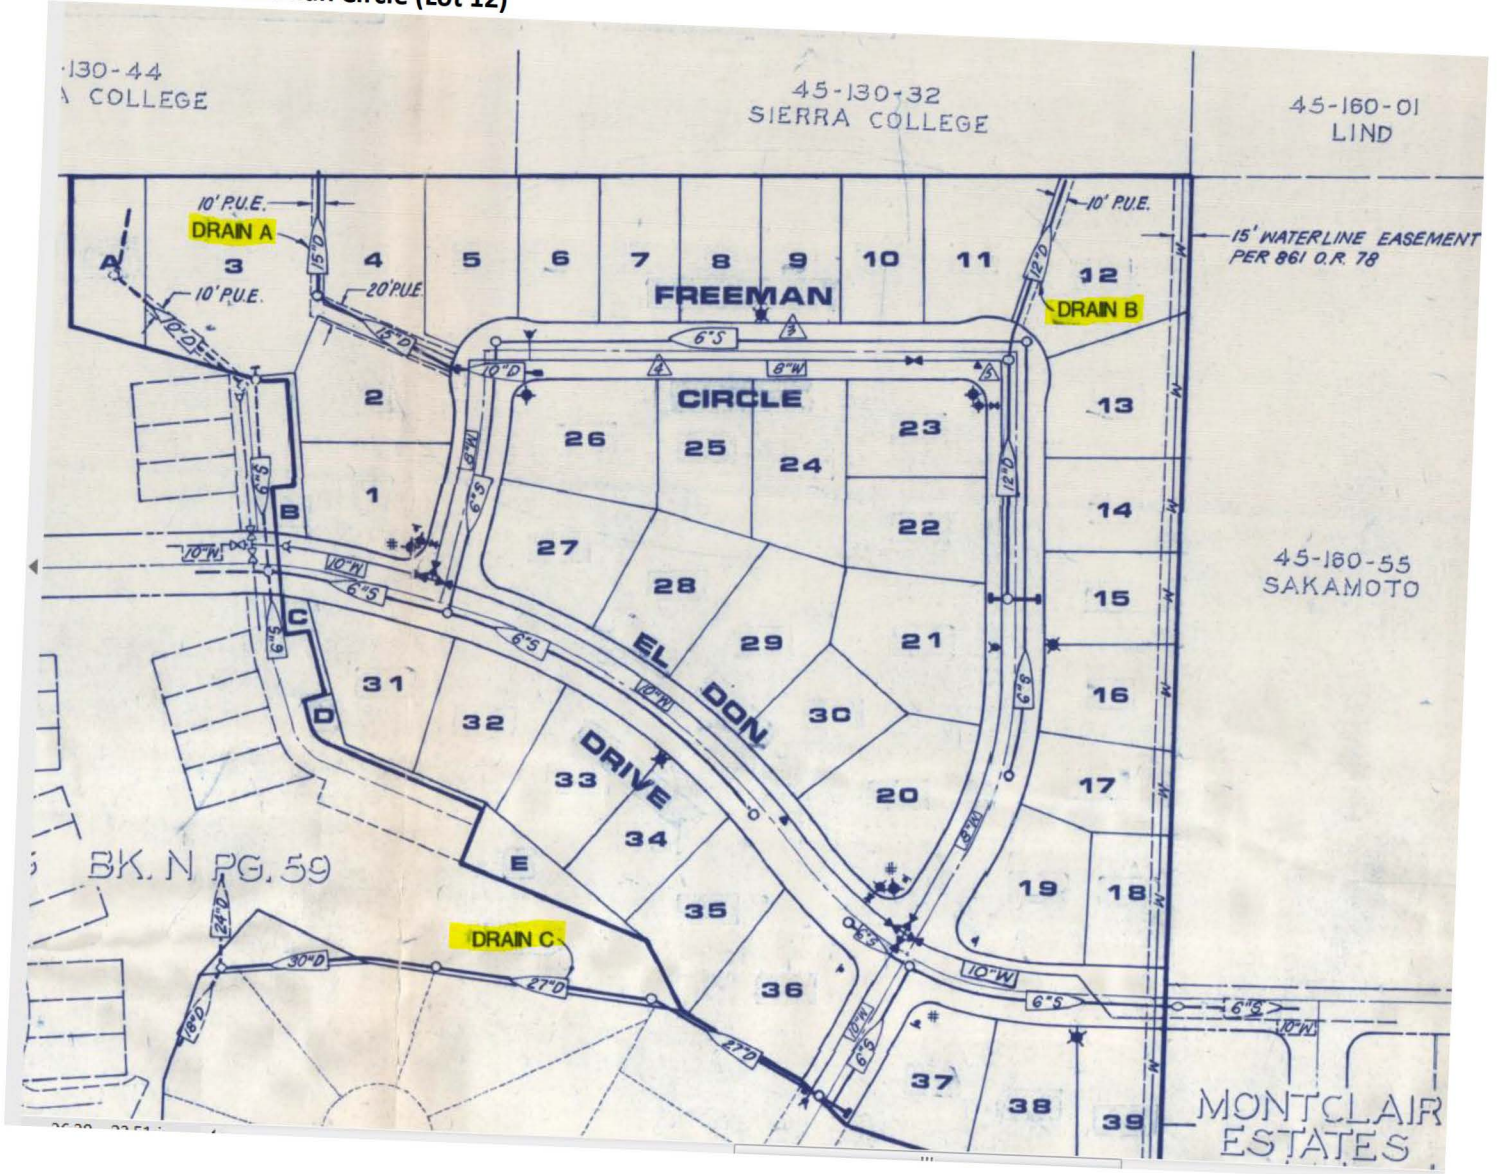 Circle (Lot 12)
-130-44
A COLLEGE
45-130-32
SIERRA COLLEGE
45-160-01
LIND
10' P.U.E.
DRAIN A
15"D
10' P.U.E.
15' WATERLINE EASEMENT
PER 861 O.R. 78
A
3
4
5
6
7
8
9
10
11
12"D
12
10' P.U.E.
20' P.U.E.
FREEMAN
DRAIN B
10"D
15"D
6"S
3
10"D
4
8"W
5
2
CIRCLE
13
26
25
24
23
8"W
6"S
12"D
1
6"S
B
14
27
22
10"W
10"W
45-160-55
SAKAMOTO
6"S
28
15
C
6"S
6"S
EL
29
21
31
10"W
6"S
16
D
32
DON
30
33
DRIVE
20
17
34
8"W
E
BK. N PG. 59
19
18
24"D
35
DRAIN C
6"S
30"D
27"D
36
10"W
6"S
6"S
10"W
18"D
10"W
27"D
6"S
37
38
39
MONTCLAIR
ESTATES